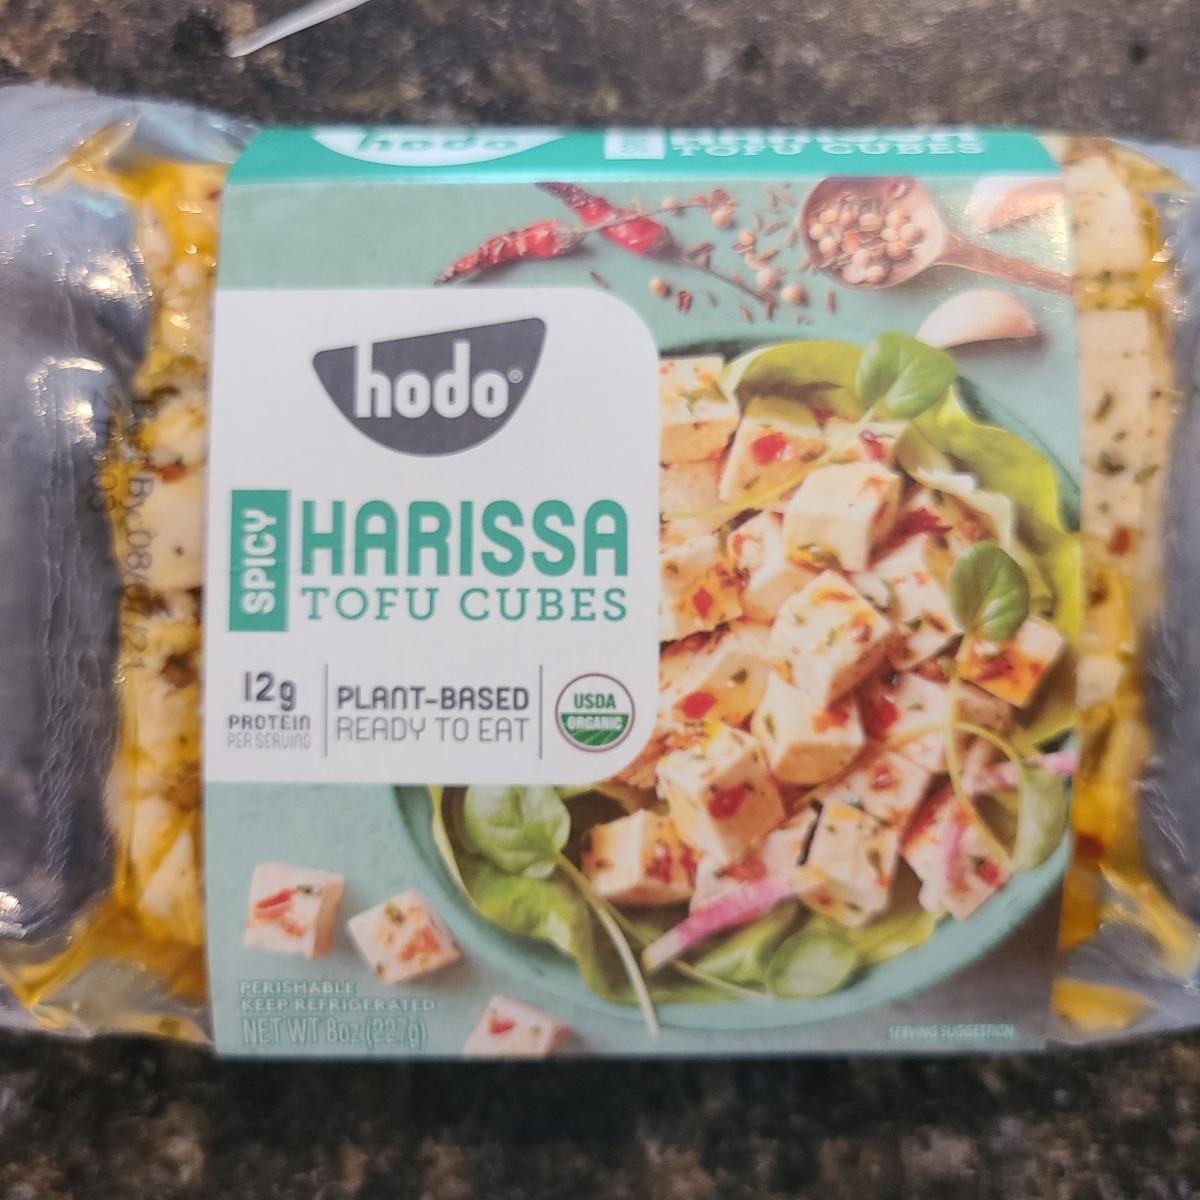 hodo
TOFU CUBES
hodo®
SPICY
HARISSA
TOFU CUBES
12g
PROTEIN
PER SERVING
PLANT-BASED
READY TO EAT
USDA
ORGANIC
PERISHABLE
KEEP REFRIGERATED
NET WT 8oz (227g)
SERVING SUGGESTION